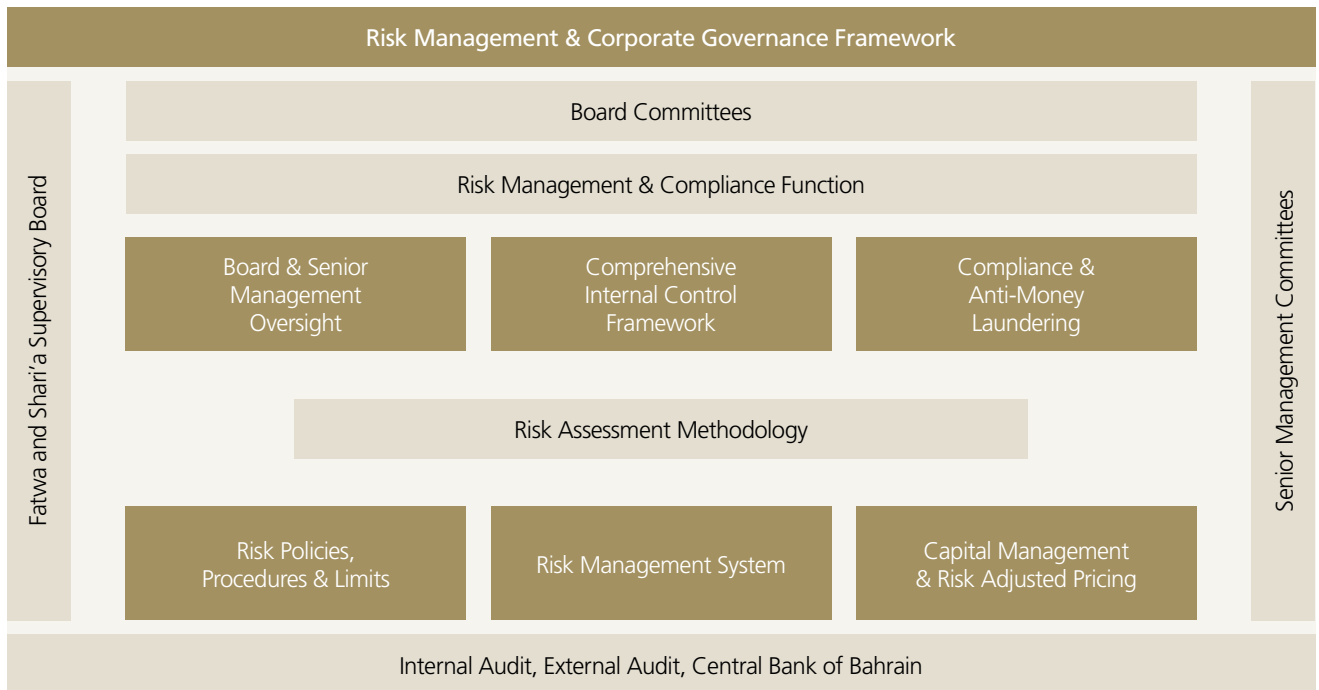 Risk Management & Corporate Governance Framework
Fatwa and Shari’a Supervisory Board
Board Committees
Risk Management & Compliance Function
Board & Senior
Management
Oversight
Comprehensive
Internal Control
Framework
Compliance &
Anti-Money
Laundering
Risk Assessment Methodology
Risk Policies,
Procedures & Limits
Risk Management System
Capital Management
& Risk Adjusted Pricing
Senior Management Committees
Internal Audit, External Audit, Central Bank of Bahrain